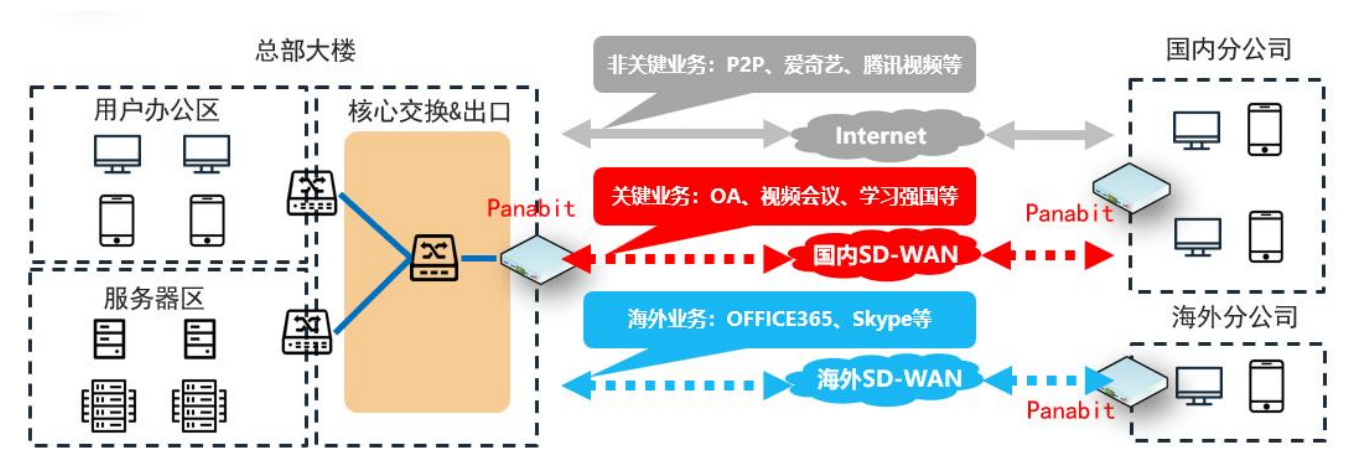 总部大楼
用户办公区
服务器区
核心交换&出口
Panabit
非关键业务：P2P、爱奇艺、腾讯视频等
Internet
关键业务：OA、视频会议、学习强国等
国内SD-WAN
海外业务：OFFICE365、Skype等
海外SD-WAN
国内分公司
Panabit
海外分公司
Panabit